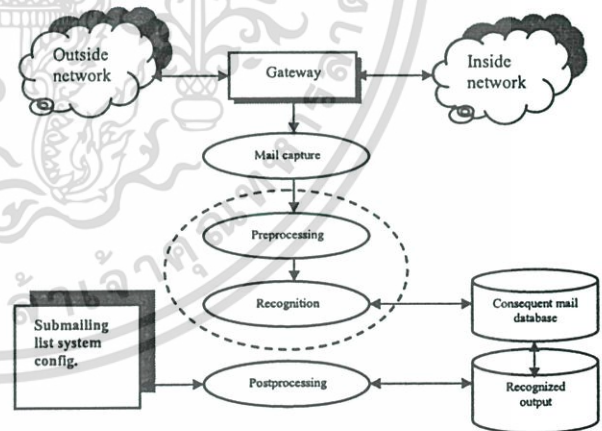 Outside
network
Gateway
Inside
network
Mail capture
Preprocessing
Recognition
Consequent mail
database
Submailing
list system
config.
Postprocessing
Recognized
output